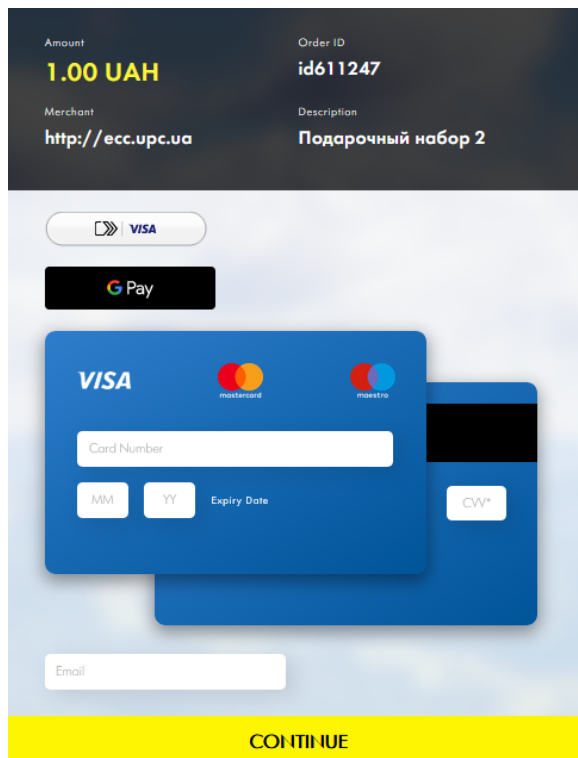 Amount
1.00 UAH
Order ID
id611247
Merchant
http://ecc.upc.ua
Description
Подарочный набор 2
VISA
G Pay
VISA
mastercard
maestro
Card Number
MM
YY
Expiry Date
CVV*
Email
CONTINUE